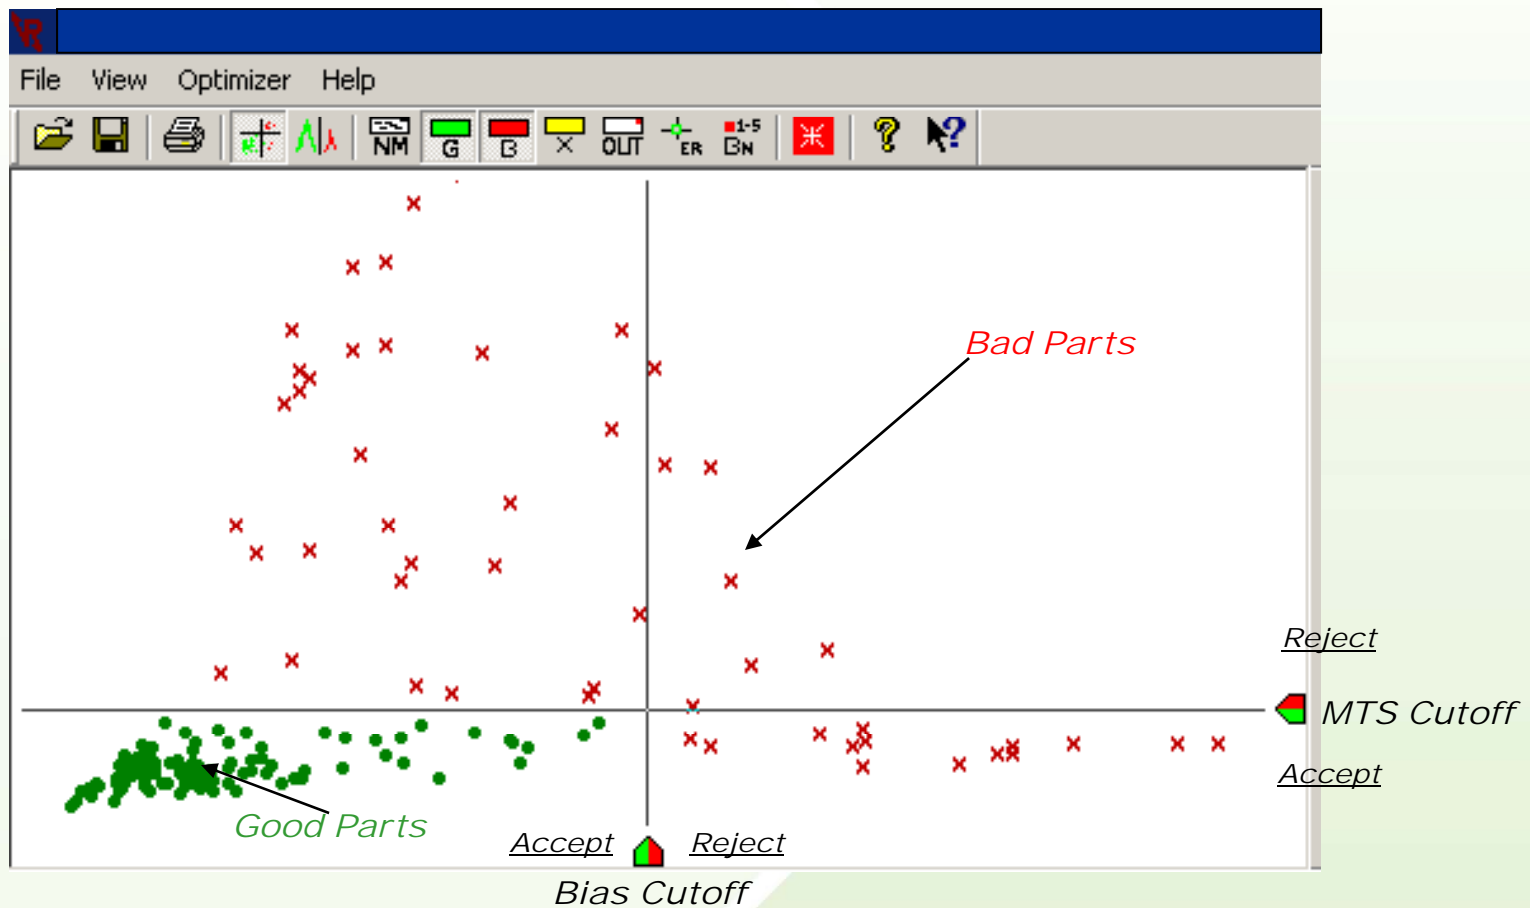 VR
File View Optimizer Help
NM G B X OUT ER 1-5 BN ? ?
Bad Parts
Reject
MTS Cutoff
Accept
Good Parts
Accept Reject
Bias Cutoff